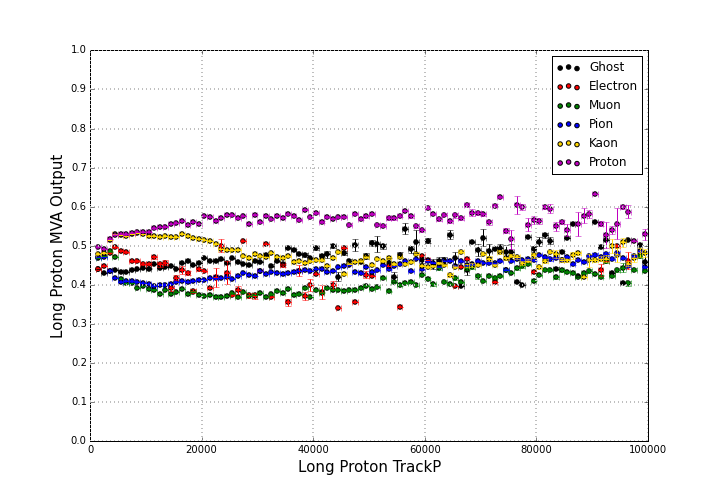 1.0
0.9
0.8
0.7
0.6
0.5
0.4
0.3
0.2
0.1
0.0
Long Proton MVA Output
Ghost
Electron
Muon
Pion
Kaon
Proton
0 20000 40000 60000 80000 100000
Long Proton TrackP